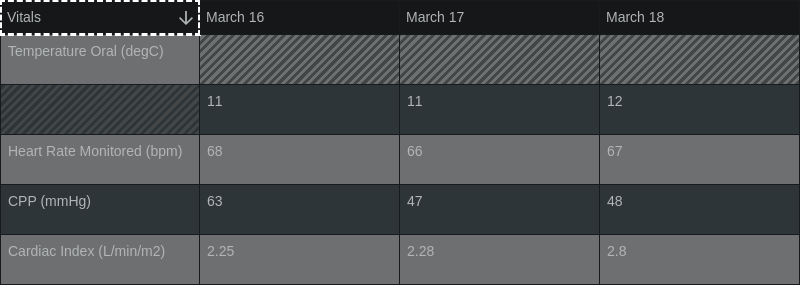 Vitals March 16 March 17 March 18
Temperature Oral (degC)
11 11 12
Heart Rate Monitored (bpm) 68 66 67
CPP (mmHg) 63 47 48
Cardiac Index (L/min/m2) 2.25 2.28 2.8